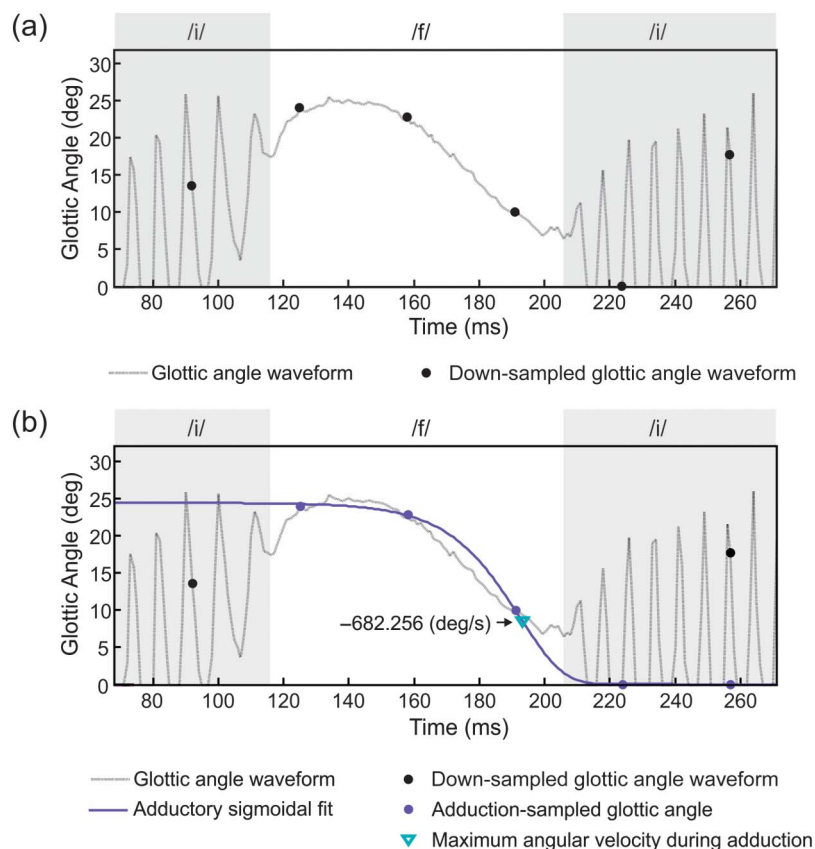 (a)
/i/ /f/ /i/
30
25
20
15
10
5
0
Glottic Angle (deg)
80 100 120 140 160 180 200 220 240 260
Time (ms)
Glottic angle waveform Down-sampled glottic angle waveform
(b)
/i/ /f/ /i/
30
25
20
15
10
5
0
Glottic Angle (deg)
−682.256 (deg/s)
80 100 120 140 160 180 200 220 240 260
Time (ms)
Glottic angle waveform Down-sampled glottic angle waveform
Adductory sigmoidal fit Adduction-sampled glottic angle
Maximum angular velocity during adduction